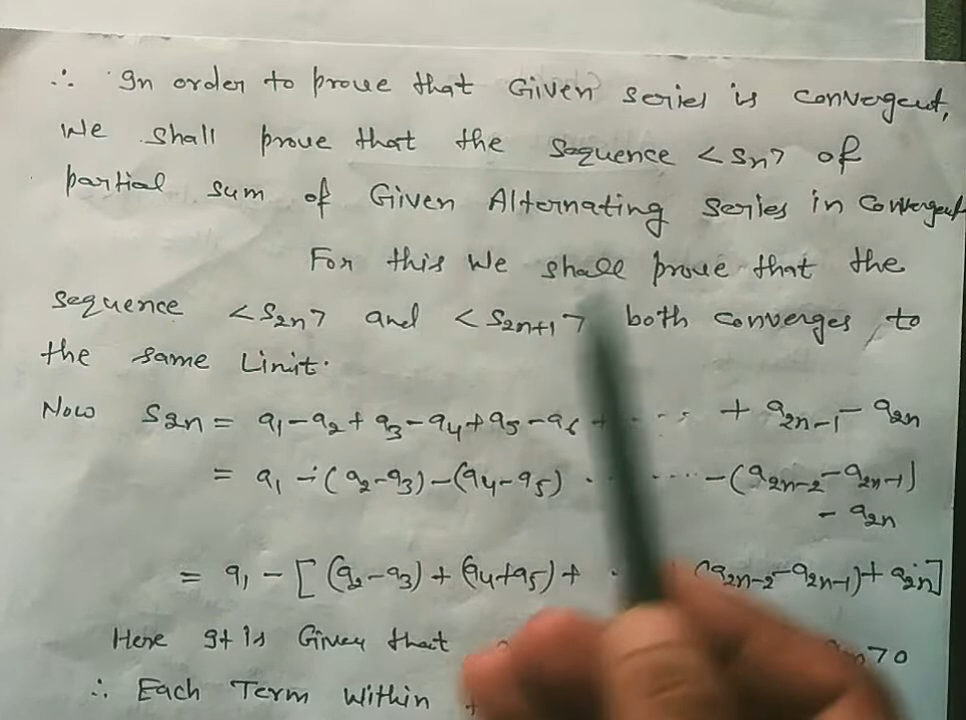 ∴ In order to prove that Given series is convergent,
We shall prove that the sequence <Sn> of
partial sum of Given Alternating series in convergent
For this We shall prove that the
sequence <S2n> and <S2n+1> both converges to
the same Limit.
Now S2n = a1-a2+a3-a4+a5-a6+ ..... + a2n-1 - a2n
= a1 -(a2-a3)-(a4-a5) ...... -(a2n-2-a2n-1)
- a2n
= a1 - [(a2-a3)+(a4+a5)+ . (a2n-2-a2n-1)+a2n]
Here It is Given that >0
∴ Each Term Within